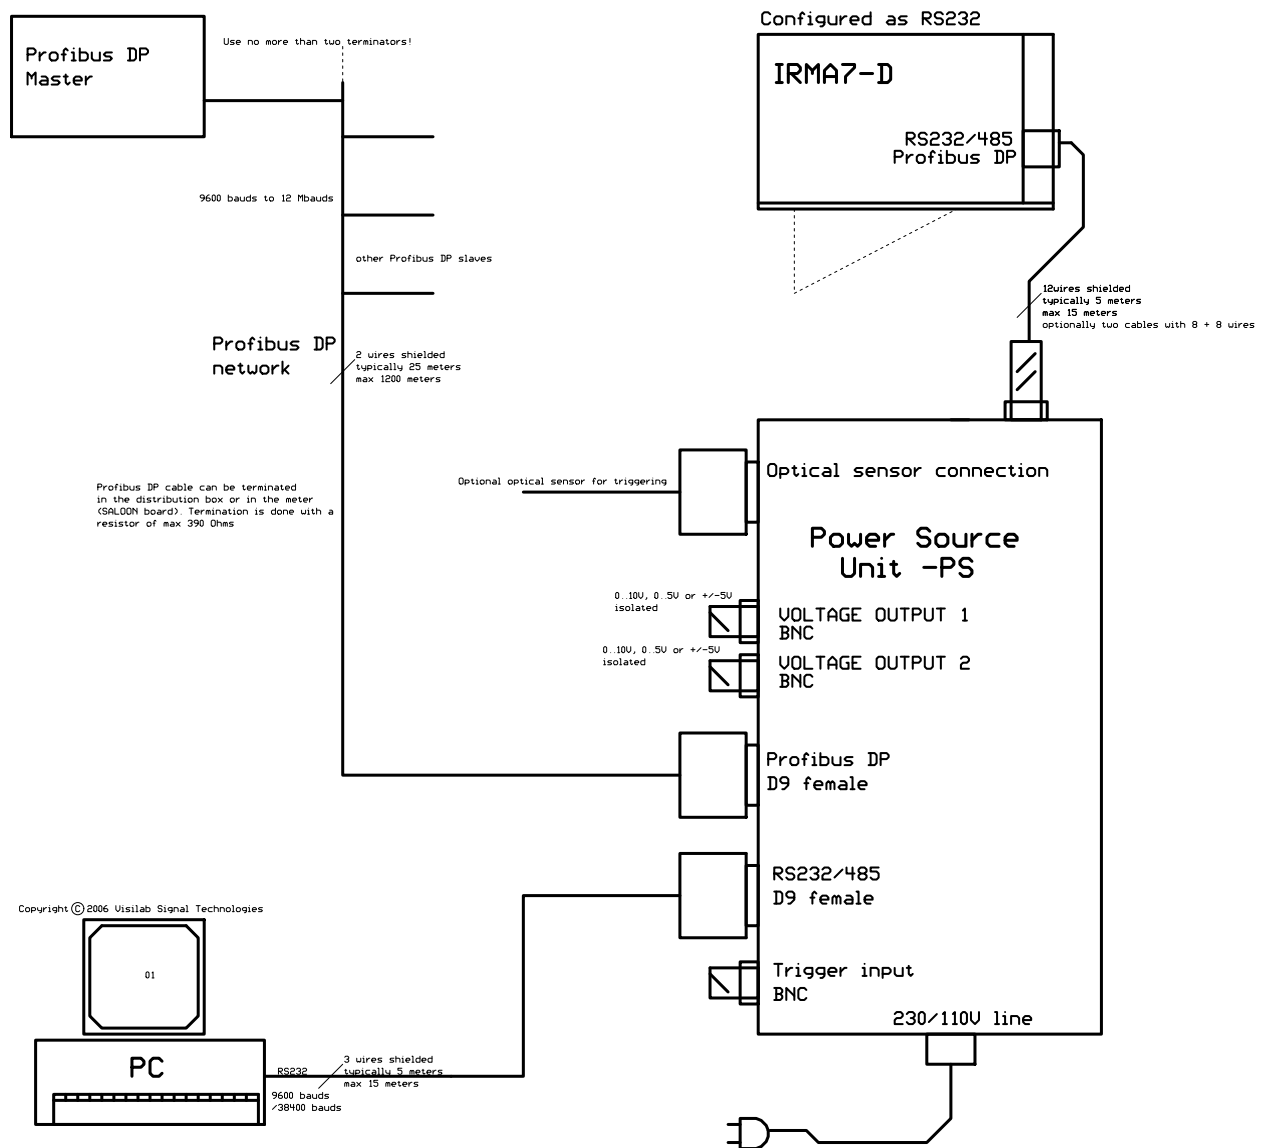 Configured as RS232
Profibus DP
Master
Use no more than two terminators!
IRMA7-D
RS232/485
Profibus DP
9600 bauds to 12 Mbauds
other Profibus DP slaves
12wires shielded
typically 5 meters
max 15 meters
optionally two cables with 8 + 8 wires
Profibus DP
network
2 wires shielded
typically 25 meters
max 1200 meters
Optical sensor connection
Optional optical sensor for triggering
Profibus DP cable can be terminated
in the distribution box or in the meter
(SALOON board). Termination is done with a
resistor of max 390 Ohms
Power Source
Unit -PS
0..10V, 0..5V or +/-5V
isolated
VOLTAGE OUTPUT 1
BNC
0..10V, 0..5V or +/-5V
isolated
VOLTAGE OUTPUT 2
BNC
Profibus DP
D9 female
RS232/485
D9 female
Copyright © 2006 Visilab Signal Technologies
01
Trigger input
BNC
230/110V line
PC
RS232
3 wires shielded
typically 5 meters
max 15 meters
9600 bauds
/38400 bauds